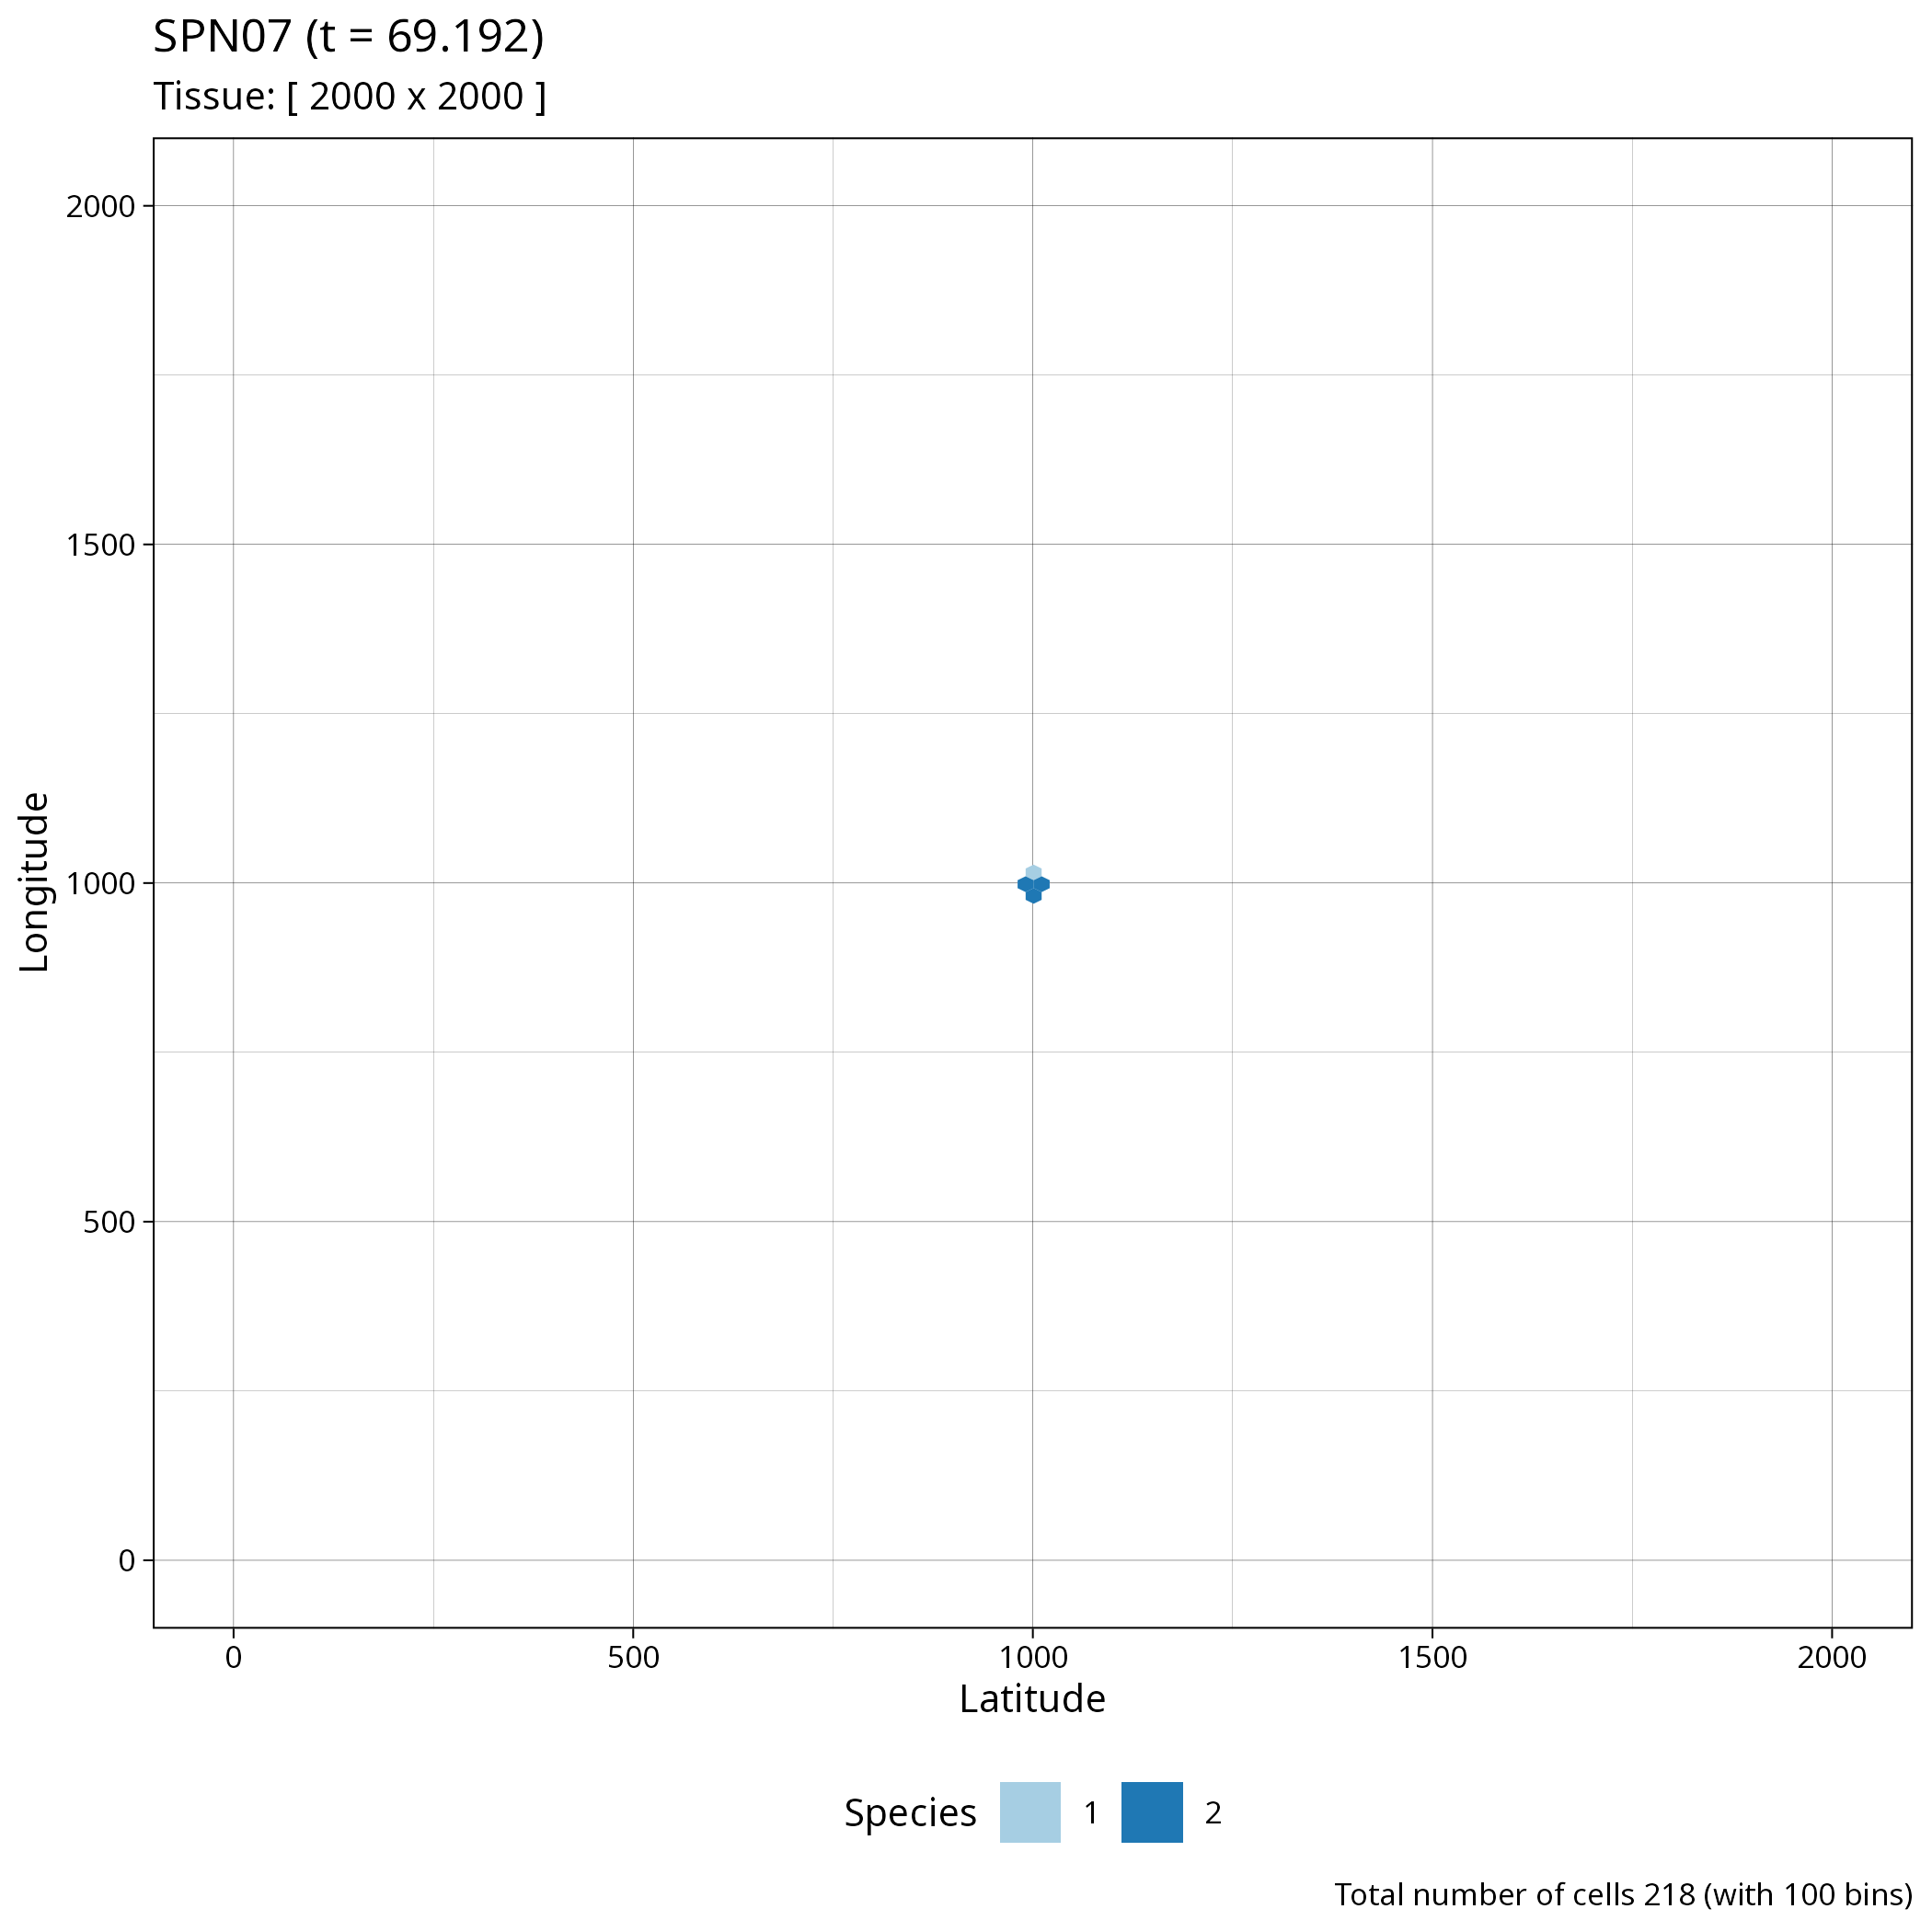 SPN07 (t = 69.192)
Tissue: [ 2000 x 2000 ]
Longitude
2000
1500
1000
500
0
0 500 1000 1500 2000
Latitude
Species 1 2
Total number of cells 218 (with 100 bins)